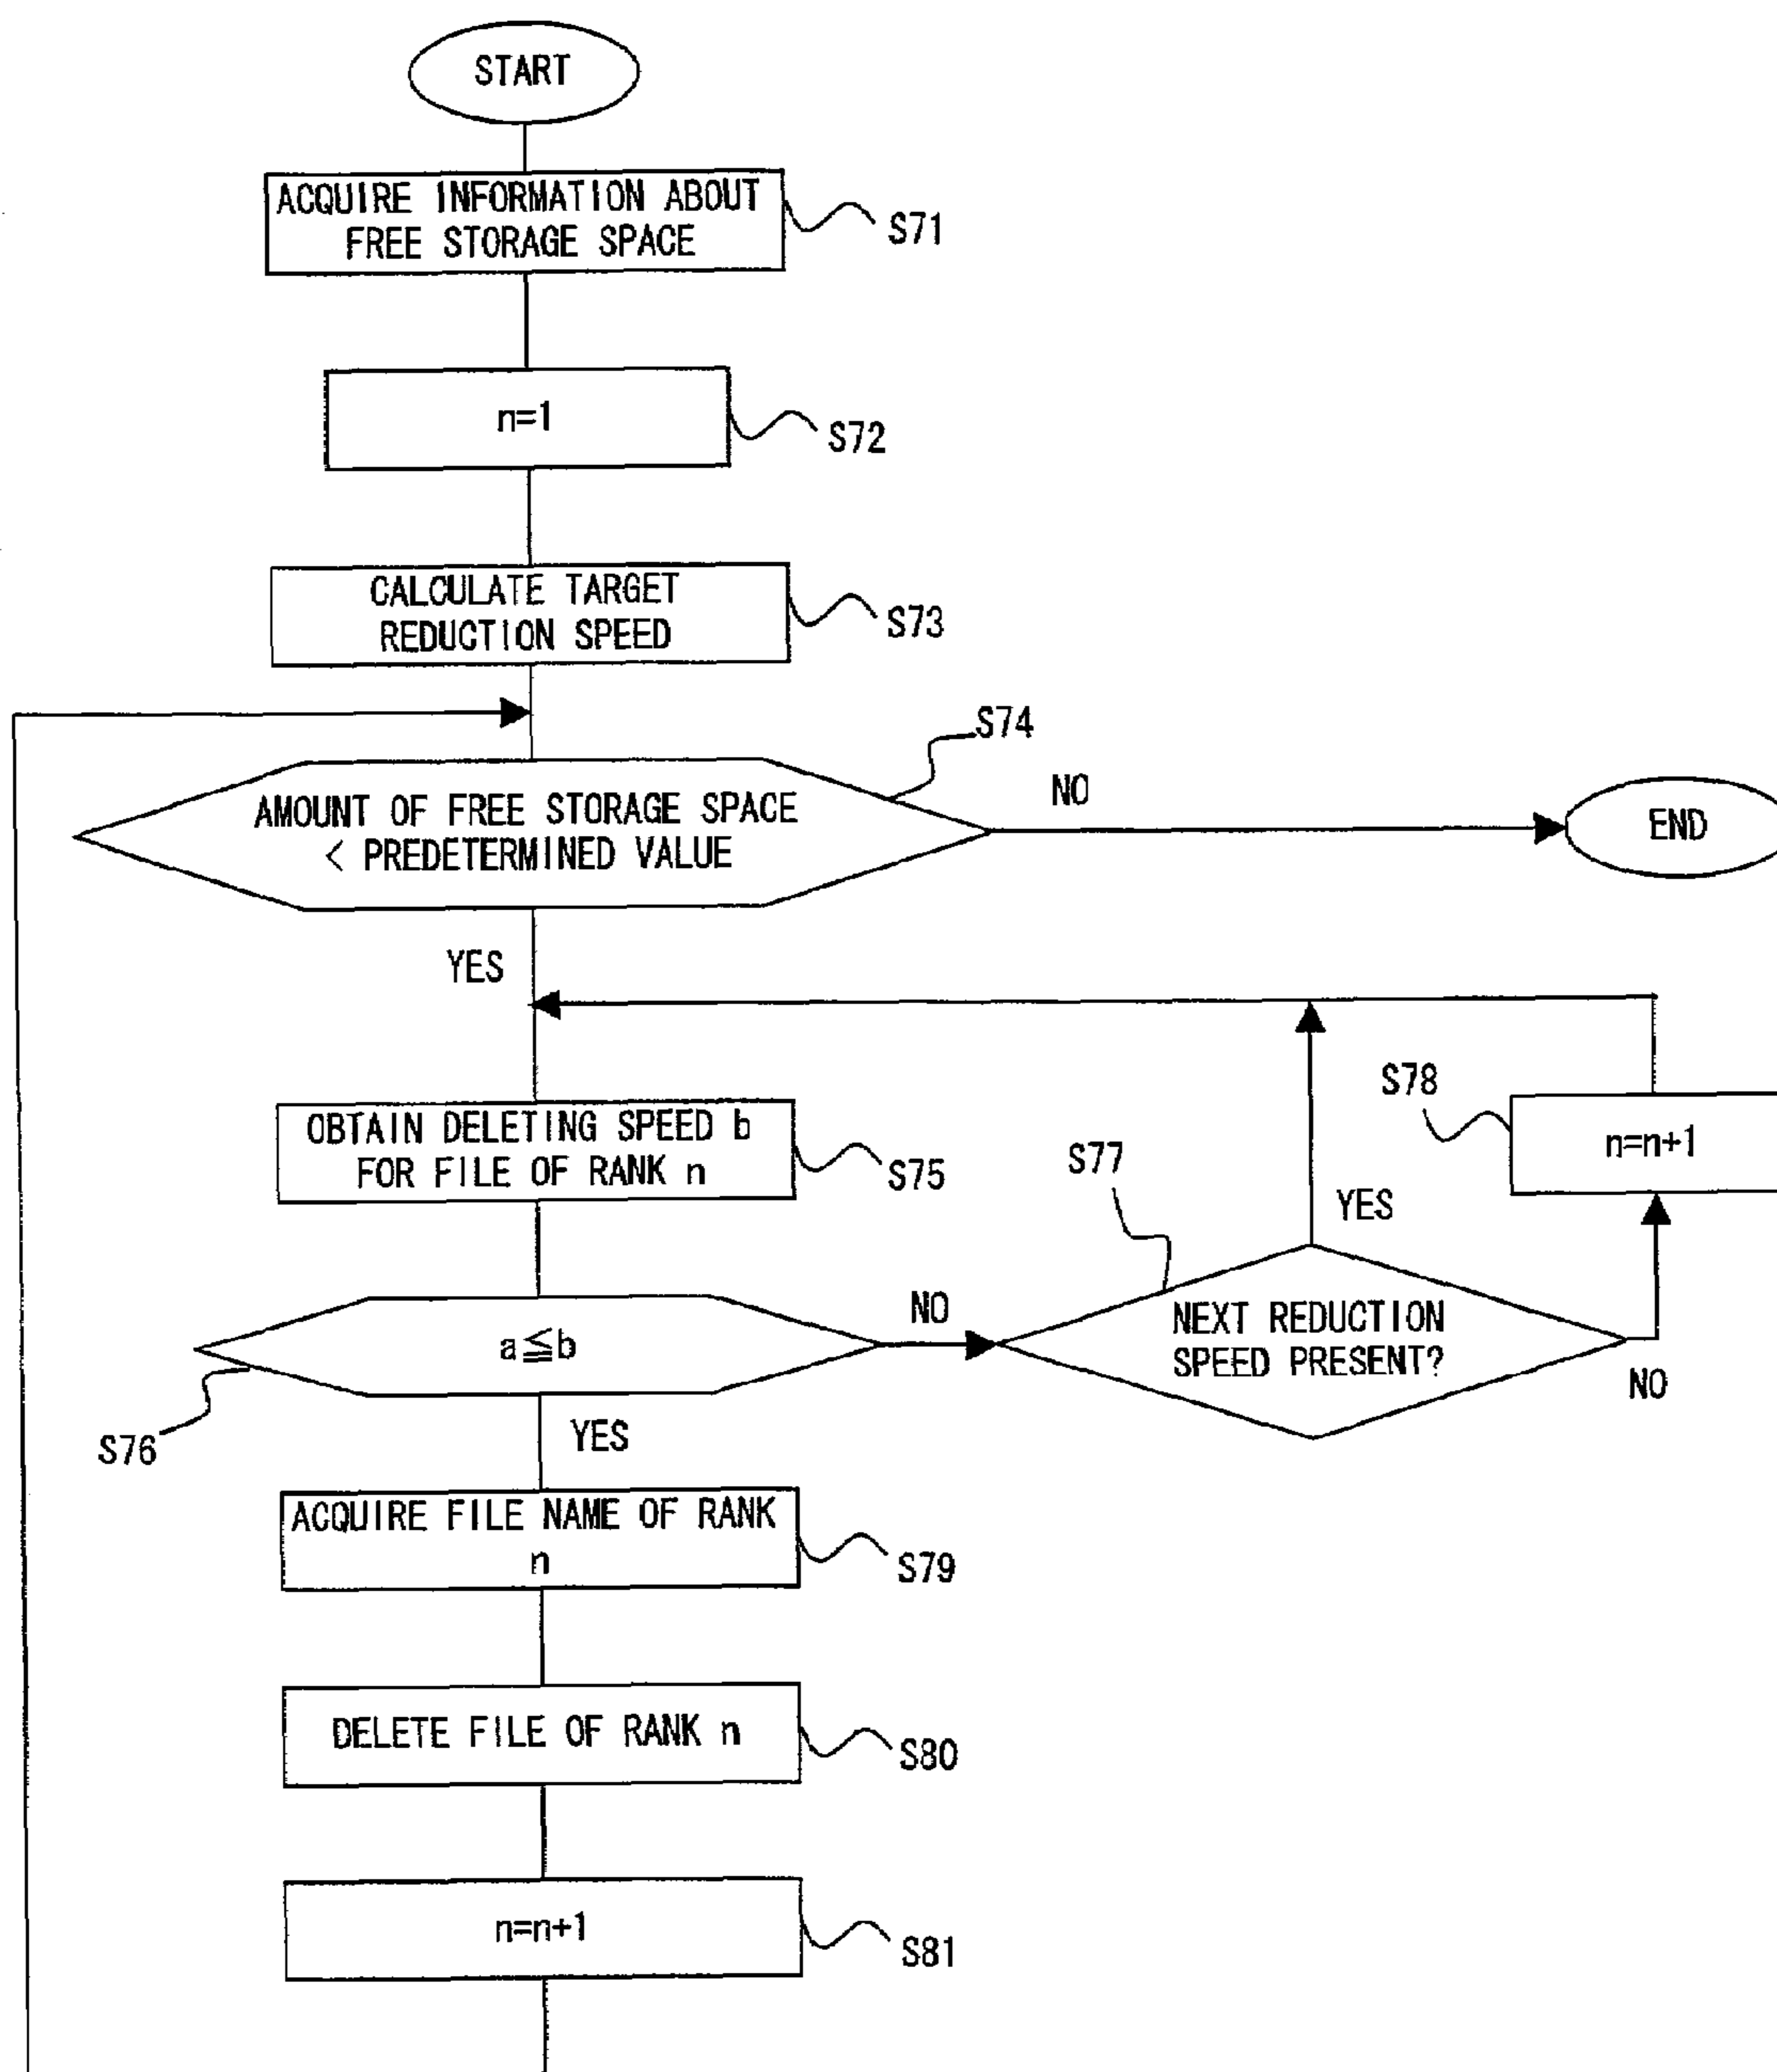 START
ACQUIRE INFORMATION ABOUT
FREE STORAGE SPACE
S71
n=1
S72
CALCULATE TARGET
REDUCTION SPEED
S73
S74
AMOUNT OF FREE STORAGE SPACE
< PREDETERMINED VALUE
NO
END
YES
OBTAIN DELETING SPEED b
FOR FILE OF RANK n
S75
S78
n=n+1
S77
YES
a≦b
NO
NEXT REDUCTION
SPEED PRESENT?
NO
S76
YES
ACQUIRE FILE NAME OF RANK
n
S79
DELETE FILE OF RANK n
S80
n=n+1
S81